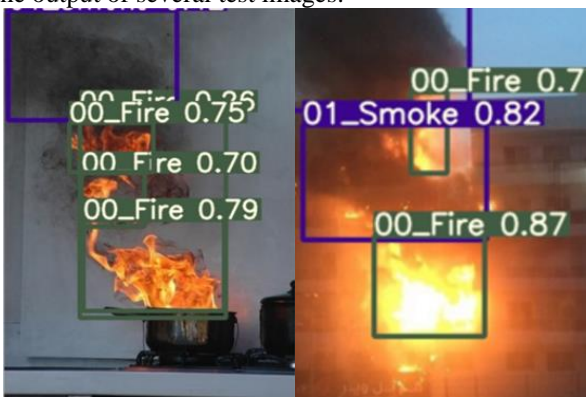 the output of several test images.
00_Fire 0.26
00_Fire 0.75
00_Fire 0.70
00_Fire 0.79
00_Fire 0.7
01_Smoke 0.82
00_Fire 0.87